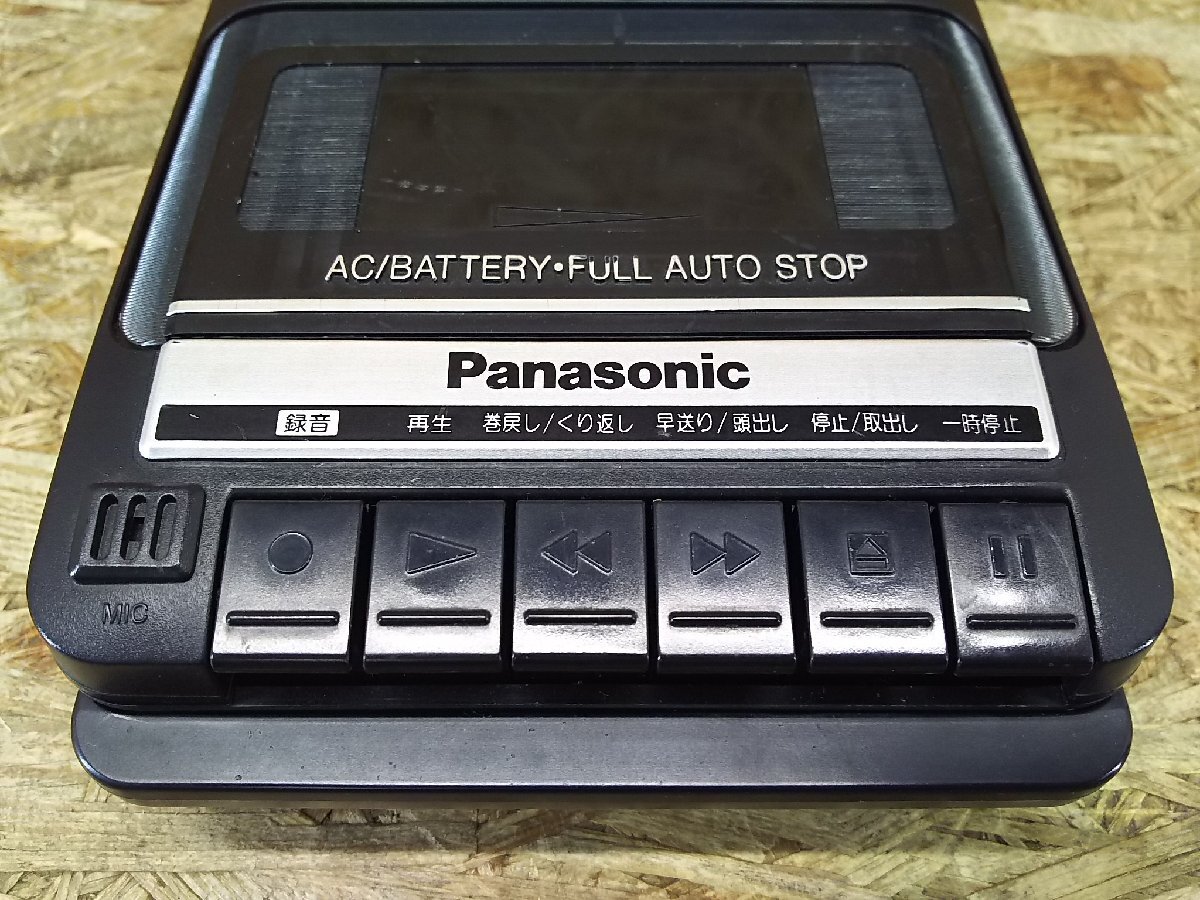 AC/BATTERY•FULL AUTO STOP
Panasonic
録音 再生 巻戻し/くり返し 早送り/頭出し 停止/取出し 一時停止
MIC